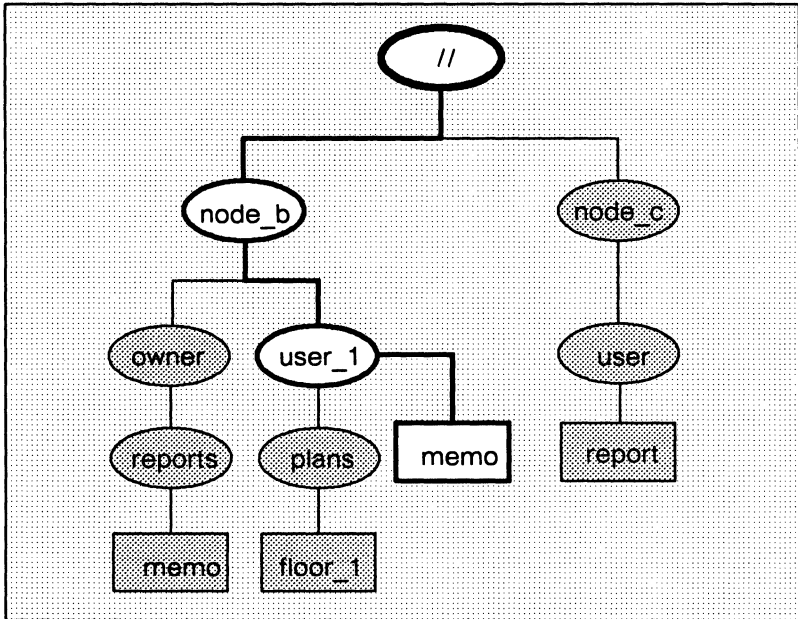 //
node_b
node_c
owner
user_1
user
reports
plans
memo
report
memo
floor_1